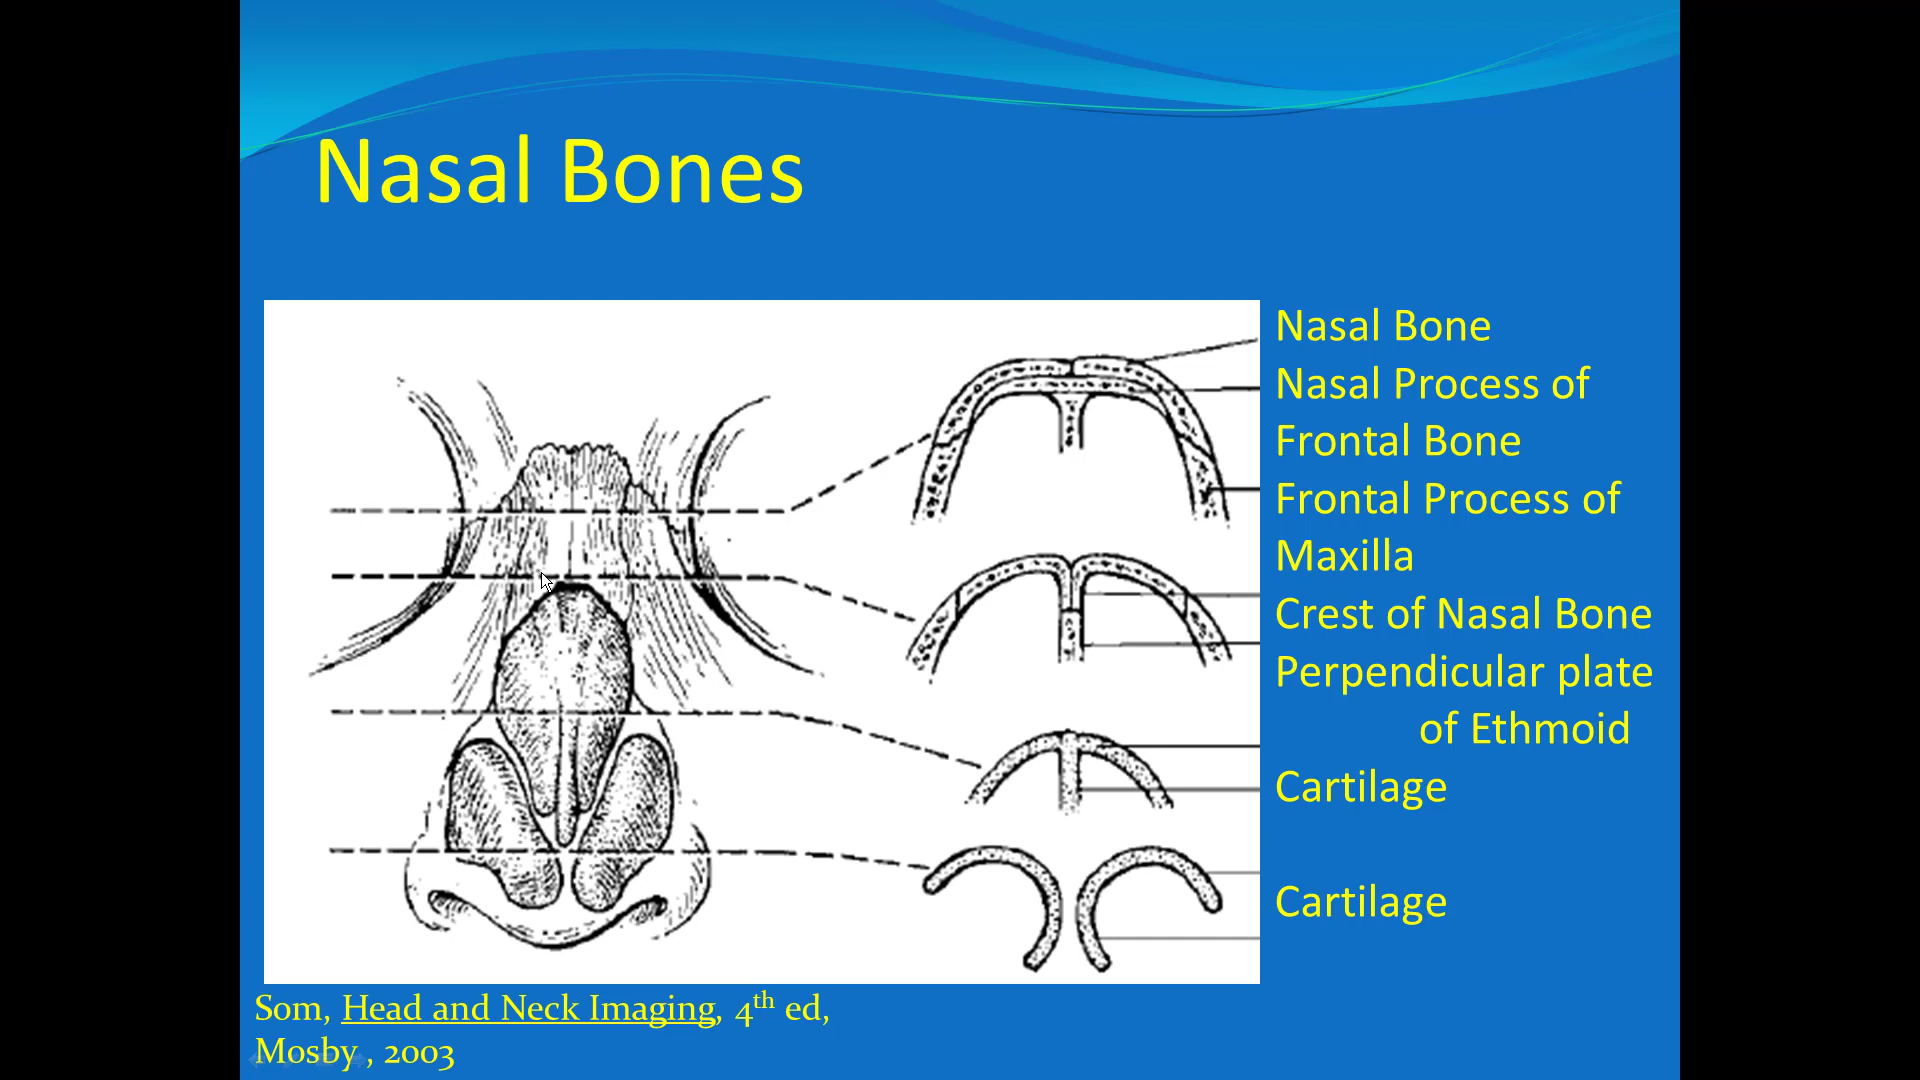 Nasal Bones
Nasal Bone
Nasal Process of
Frontal Bone
Frontal Process of
Maxilla
Crest of Nasal Bone
Perpendicular plate
of Ethmoid
Cartilage
Cartilage
Som, Head and Neck Imaging, 4th ed,
Mosby , 2003